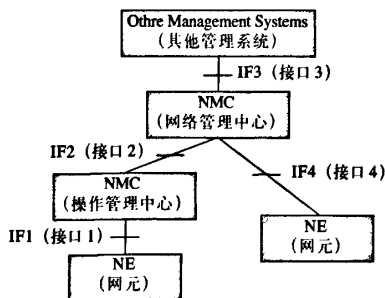 Othre Management Systems
(其他管理系统)
IF3 (接口 3)
NMC
(网络管理中心)
IF2 (接口 2)
IF4 (接口 4)
NMC
(操作管理中心)
IF1 (接口 1)
NE
(网元)
NE
(网元)